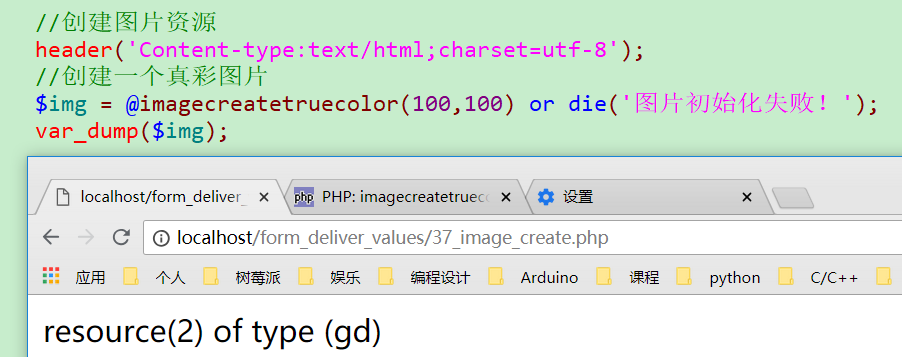 //创建图片资源
header('Content-type:text/html;charset=utf-8');
//创建一个真彩图片
$img = @imagecreatetruecolor(100,100) or die('图片初始化失败！');
var_dump($img);
localhost/form_deliver_ PHP: imagecreatetruec 设置
localhost/form_deliver_values/37_image_create.php
应用 个人 树莓派 娱乐 编程设计 Arduino 课程 python C/C++
resource(2) of type (gd)